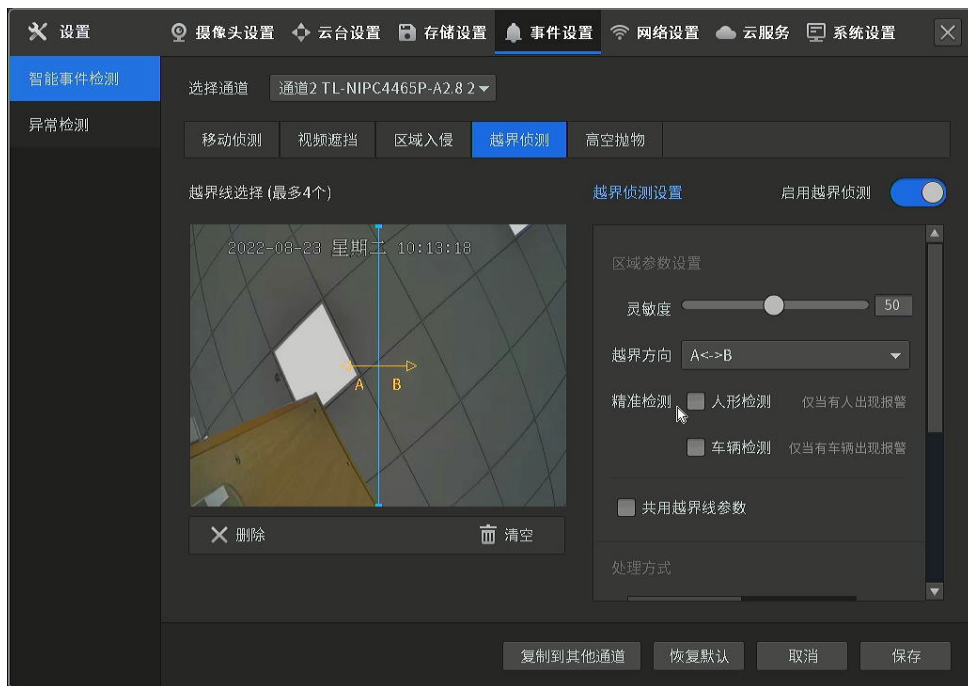 设置 摄像头设置 云台设置 存储设置 事件设置 网络设置 云服务 系统设置
智能事件检测
异常检测
选择通道 通道2 TL-NIPC4465P-A2.8 2
移动侦测 视频遮挡 区域入侵 越界侦测 高空抛物
越界线选择 (最多4个)
越界侦测设置 启用越界侦测
2022-08-23 星期二 10:13:18
A B
删除 清空
区域参数设置
灵敏度 50
越界方向 A<->B
精准检测 人形检测 仅当有人出现报警
车辆检测 仅当有车辆出现报警
共用越界线参数
处理方式
复制到其他通道 恢复默认 取消 保存